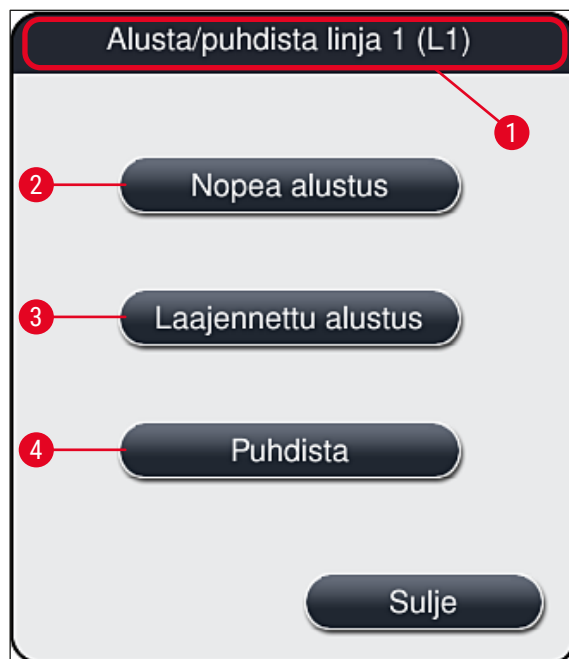 Alusta/puhdista linja 1 (L1)
1
2
Nopea alustus
3
Laajennettu alustus
4
Puhdista
Sulje